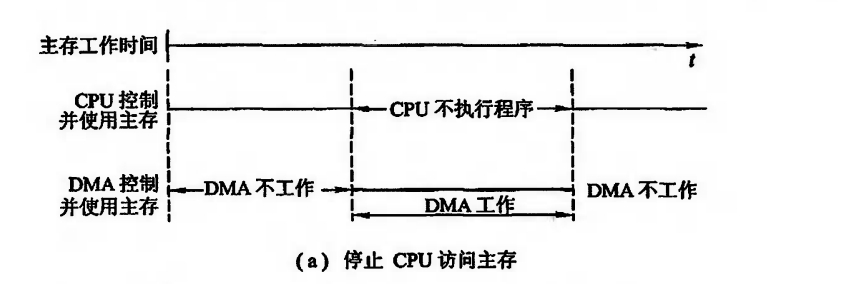 主存工作时间
t
CPU 控制
并使用主存
CPU 不执行程序
DMA 控制
并使用主存
DMA 不工作
DMA 工作
DMA 不工作
(a) 停止 CPU 访问主存